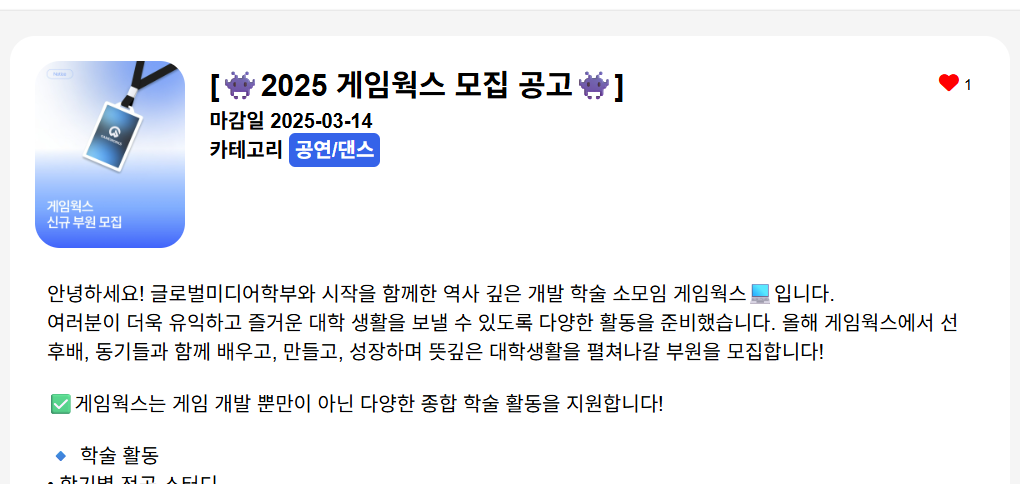 [👾2025 게임웍스 모집 공고👾]
1
마감일 2025-03-14
카테고리 공연/댄스
게임웍스
신규 부원 모집
안녕하세요! 글로벌미디어학부와 시작을 함께한 역사 깊은 개발 학술 소모임 게임웍스💻입니다.
여러분이 더욱 유익하고 즐거운 대학 생활을 보낼 수 있도록 다양한 활동을 준비했습니다. 올해 게임웍스에서 선
후배, 동기들과 함께 배우고, 만들고, 성장하며 뜻깊은 대학생활을 펼쳐나갈 부원을 모집합니다!
✅게임웍스는 게임 개발 뿐만이 아닌 다양한 종합 학술 활동을 지원합니다!
🔹 학술 활동
• 학기별 전공 스터디